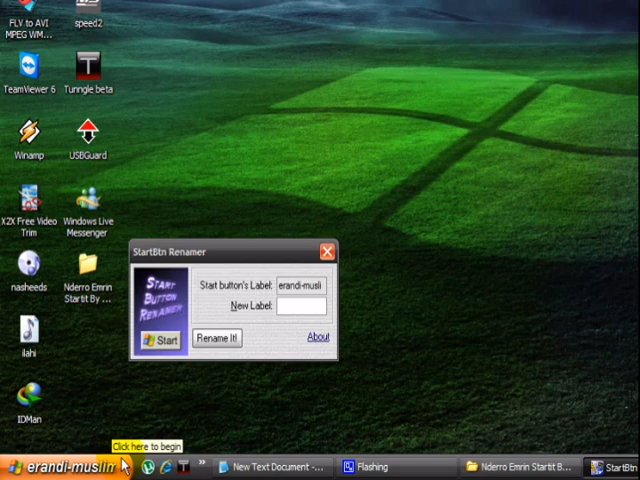 FLV to AVI
MPEG WM...
speed2
TeamViewer 6
Tunngle beta
Winamp
USBGuard
X2X Free Video
Trim
Windows Live
Messenger
nasheeds
Nderro Emrin
Startit By ...
ilahi
IDMan
StartBtn Renamer
START
BUTTON
RENAMER
Start
Start button's Label:
erandi-musli
New Label:
Rename It!
About
Click here to begin
erandi-muslin
»
New Text Document -...
Flashing
Nderro Emrin Startit B...
StartBtn